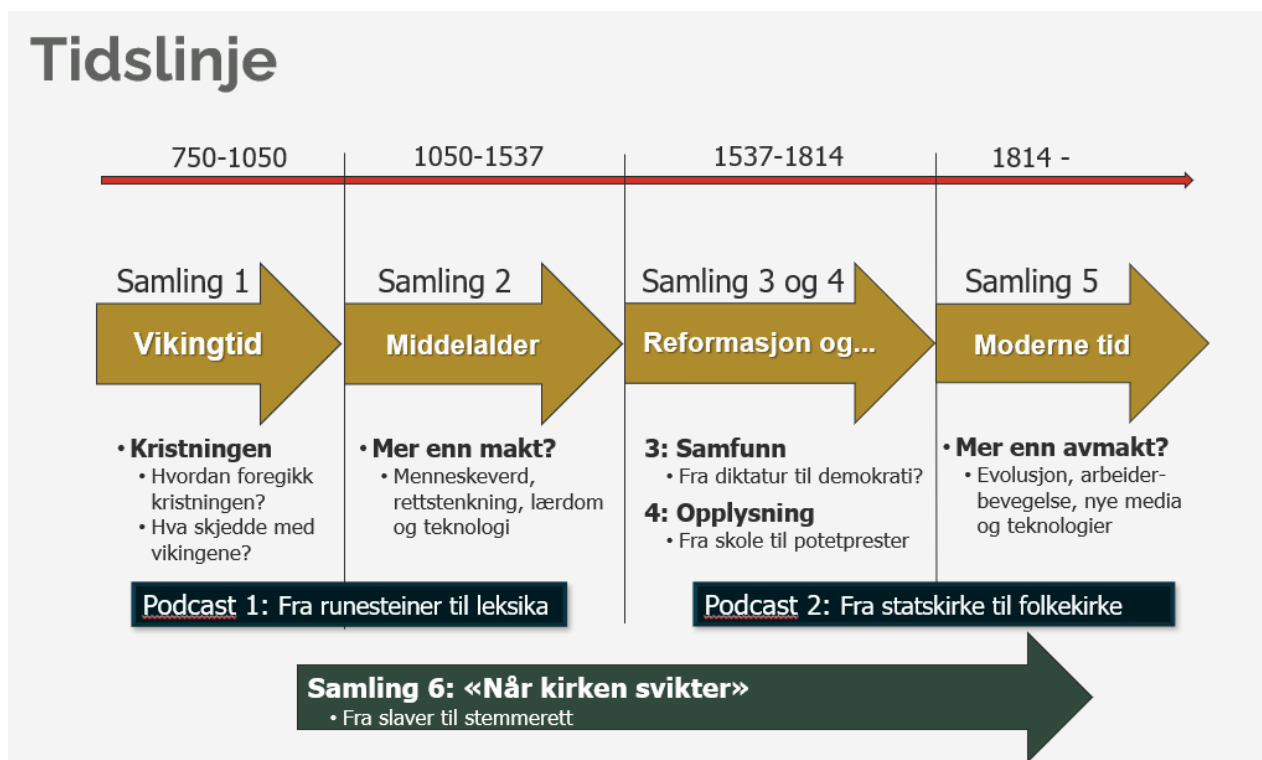 Tidslinje
750-1050
1050-1537
1537-1814
1814 -
Samling 1
Vikingtid
Samling 2
Middelalder
Samling 3 og 4
Reformasjon og...
Samling 5
Moderne tid
• Kristningen
• Hvordan foregikk
kristningen?
• Hva skjedde med
vikingene?
• Mer enn makt?
• Menneskeverd,
rettstenkning, lærdom
og teknologi
3: Samfunn
• Fra diktatur til demokrati?
4: Opplysning
• Fra skole til potetprester
• Mer enn avmakt?
• Evolusjon, arbeider-
bevegelse, nye media
og teknologier
Podcast 1: Fra runesteiner til leksika
Podcast 2: Fra statskirke til folkekirke
Samling 6: «Når kirken svikter»
• Fra slaver til stemmerett